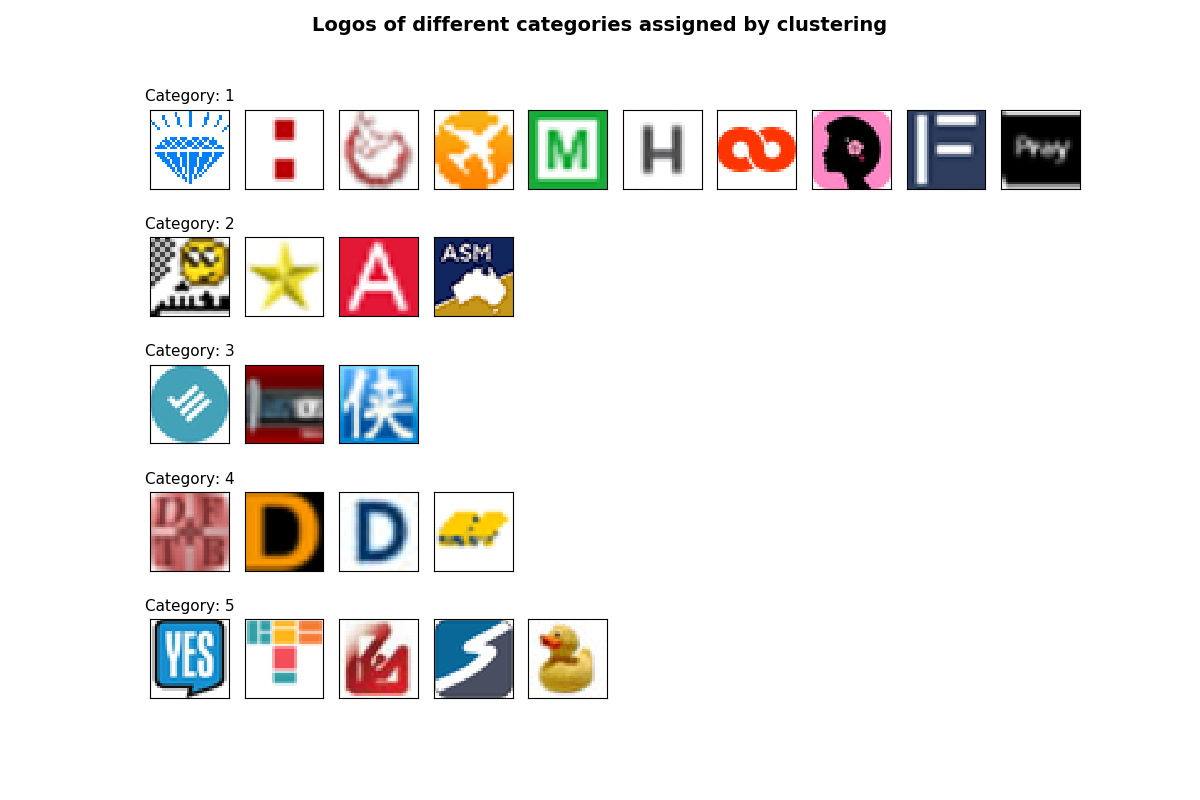 Logos of different categories assigned by clustering
Category: 1
M
H
F
Pray
Category: 2
A
ASM
Category: 3
侠
Category: 4
D F
T B
D
D
Category: 5
YES
S